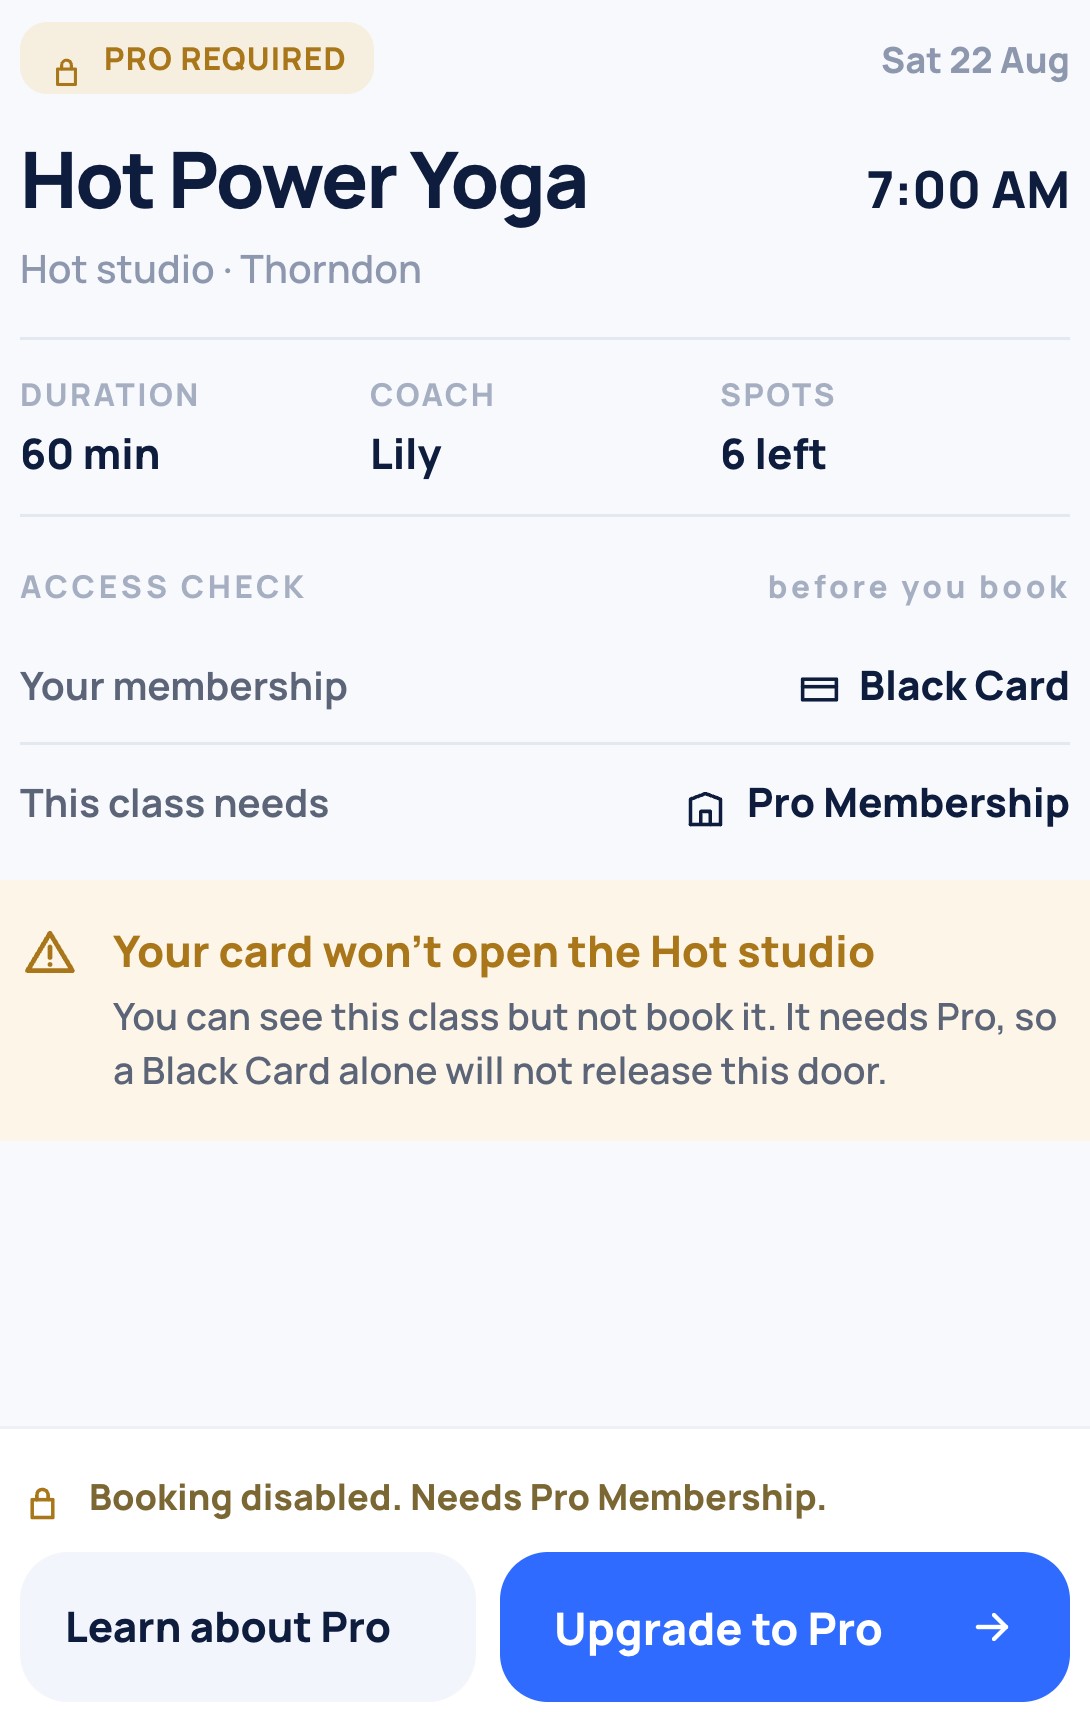 PRO REQUIRED
Sat 22 Aug
Hot Power Yoga
7:00 AM
Hot studio · Thorndon
DURATION
COACH
SPOTS
60 min
Lily
6 left
ACCESS CHECK
before you book
Your membership
Black Card
This class needs
Pro Membership
Your card won’t open the Hot studio
You can see this class but not book it. It needs Pro, so
a Black Card alone will not release this door.
Booking disabled. Needs Pro Membership.
Learn about Pro
Upgrade to Pro →